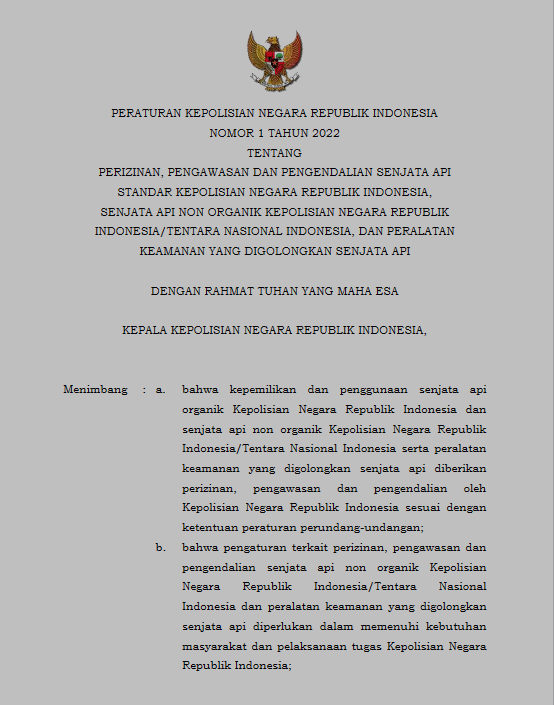 PERATURAN KEPOLISIAN NEGARA REPUBLIK INDONESIA
NOMOR 1 TAHUN 2022
TENTANG
PERIZINAN, PENGAWASAN DAN PENGENDALIAN SENJATA API
STANDAR KEPOLISIAN NEGARA REPUBLIK INDONESIA,
SENJATA API NON ORGANIK KEPOLISIAN NEGARA REPUBLIK
INDONESIA/TENTARA NASIONAL INDONESIA, DAN PERALATAN
KEAMANAN YANG DIGOLONGKAN SENJATA API
DENGAN RAHMAT TUHAN YANG MAHA ESA
KEPALA KEPOLISIAN NEGARA REPUBLIK INDONESIA,
Menimbang : a. bahwa kepemilikan dan penggunaan senjata api
organik Kepolisian Negara Republik Indonesia dan
senjata api non organik Kepolisian Negara Republik
Indonesia/Tentara Nasional Indonesia serta peralatan
keamanan yang digolongkan senjata api diberikan
perizinan, pengawasan dan pengendalian oleh
Kepolisian Negara Republik Indonesia sesuai dengan
ketentuan peraturan perundang-undangan;
b. bahwa pengaturan terkait perizinan, pengawasan dan
pengendalian senjata api non organik Kepolisian
Negara Republik Indonesia/Tentara Nasional
Indonesia dan peralatan keamanan yang digolongkan
senjata api diperlukan dalam memenuhi kebutuhan
masyarakat dan pelaksanaan tugas Kepolisian Negara
Republik Indonesia;